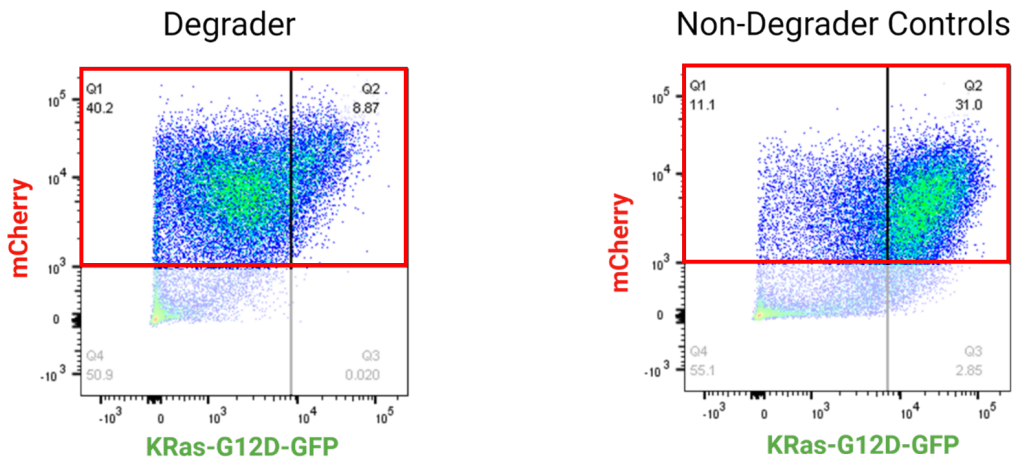 Degrader
Non-Degrader Controls
Q1
40.2
Q2
8.87
10^5
10^4
10^3
0
-10^3
Q4
50.9
Q3
0.020
-10^3
0
10^3
10^4
10^5
mCherry
KRas-G12D-GFP
Q1
11.1
Q2
31.0
10^5
10^4
10^3
0
-10^3
Q4
55.1
Q3
2.85
-10^3
0
10^3
10^4
10^5
mCherry
KRas-G12D-GFP